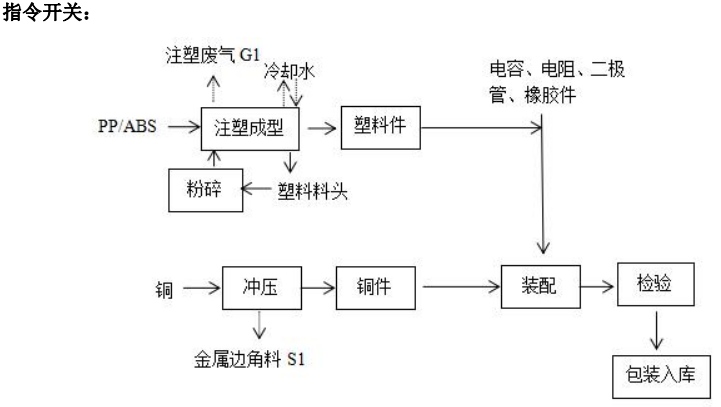 指令开关：
注塑废气 G1
冷却水
电容、电阻、二极
管、橡胶件
PP/ABS
注塑成型
塑料件
粉碎
塑料料头
铜
冲压
铜件
装配
检验
金属边角料 S1
包装入库